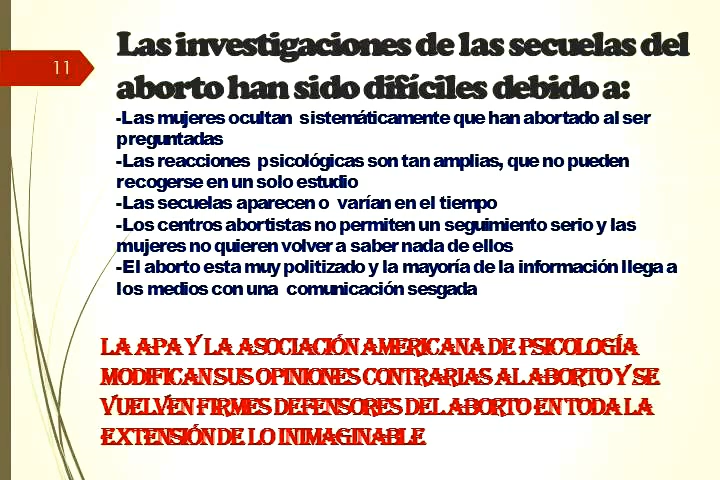 11
Las investigaciones de las secuelas del
aborto han sido difíciles debido a:
-Las mujeres ocultan sistemáticamente que han abortado al ser
preguntadas
-Las reacciones psicológicas son tan amplias, que no pueden
recogerse en un solo estudio
-Las secuelas aparecen o varían en el tiempo
-Los centros abortistas no permiten un seguimiento serio y las
mujeres no quieren volver a saber nada de ellos
-El aborto esta muy politizado y la mayoría de la información llega a
los medios con una comunicación sesgada
LA APA Y LA ASOCIACIÓN AMERICANA DE PSICOLOGÍA
MODIFICAN SUS OPINIONES CONTRARIAS AL ABORTO Y SE
VUELVEN FIRMES DEFENSORES DEL ABORTO EN TODA LA
EXTENSIÓN DE LO INIMAGINABLE